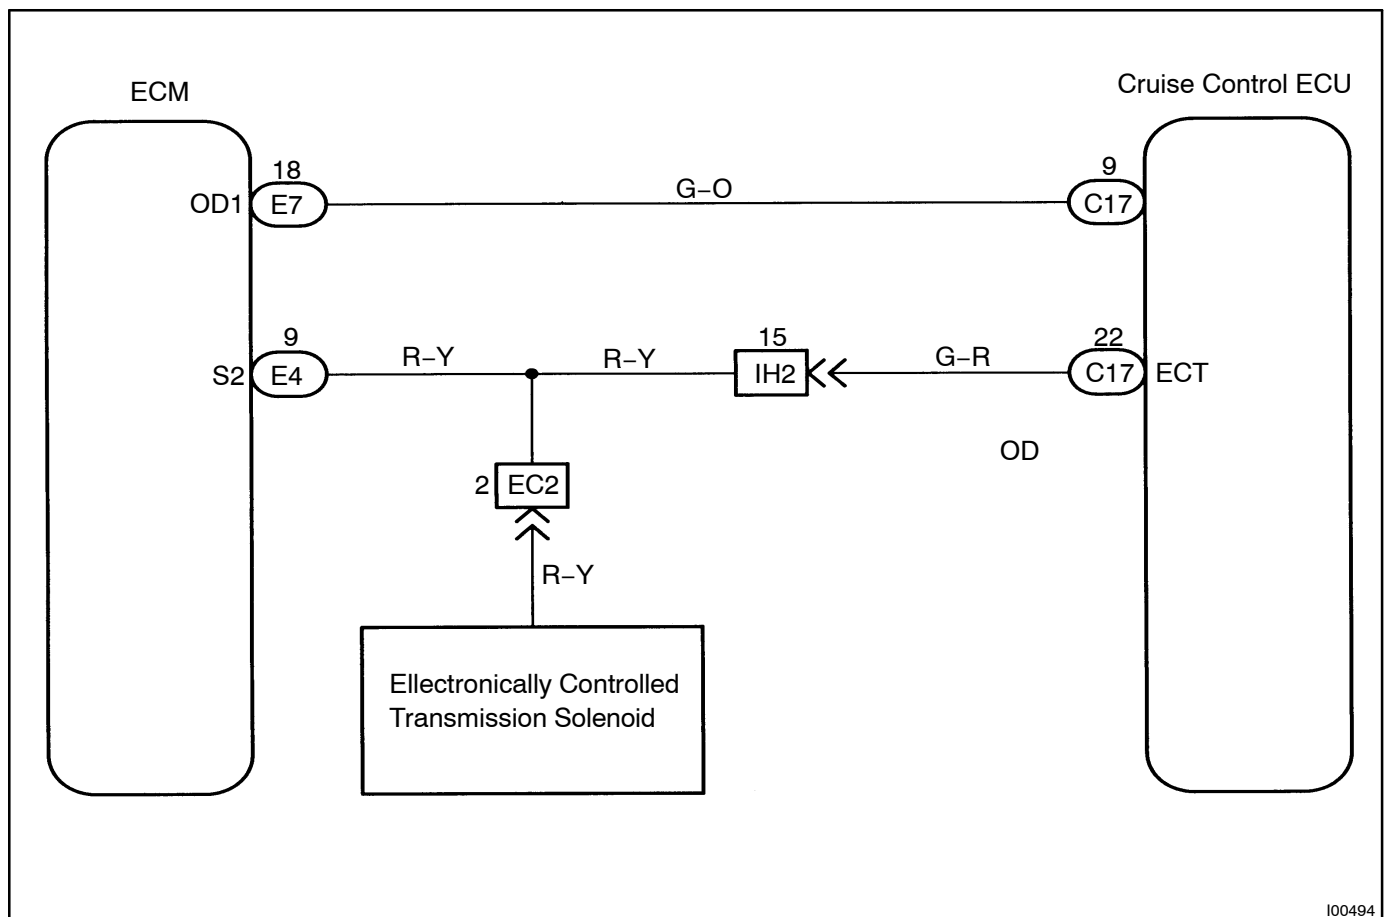 ECM
Cruise Control ECU
18
9
OD1
E7
G–O
C17
9
15
22
R–Y
R–Y
G–R
S2
E4
IH2
C17
ECT
OD
2
EC2
R–Y
Ellectronically Controlled
Transmission Solenoid
I00494